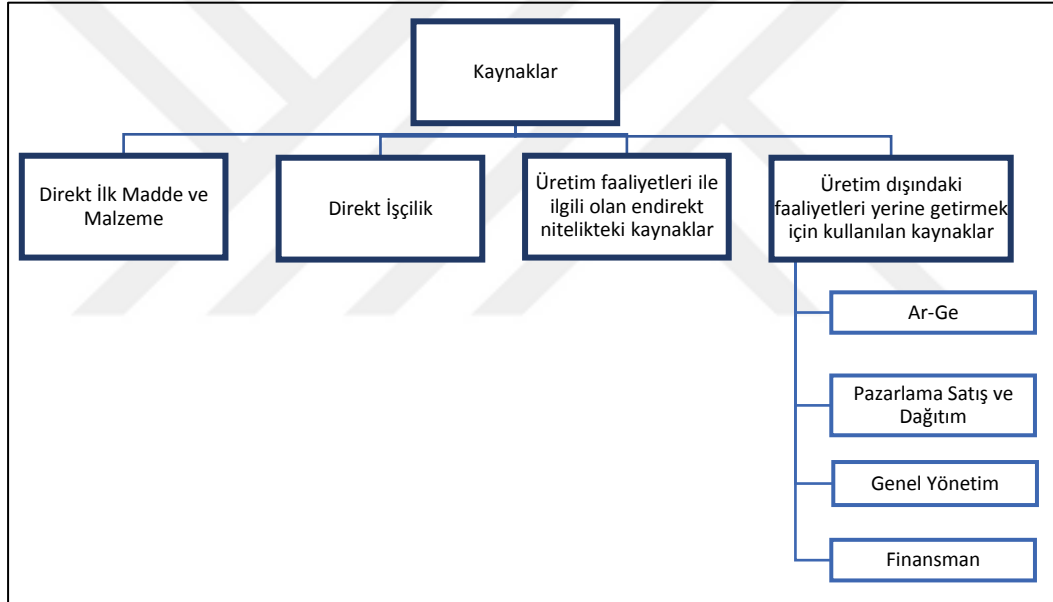 Kaynaklar
Direkt İlk Madde ve
Malzeme
Direkt İşçilik
Üretim faaliyetleri ile
ilgili olan endirekt
nitelikteki kaynaklar
Üretim dışındaki
faaliyetleri yerine getirmek
için kullanılan kaynaklar
Ar-Ge
Pazarlama Satış ve
Dağıtım
Genel Yönetim
Finansman